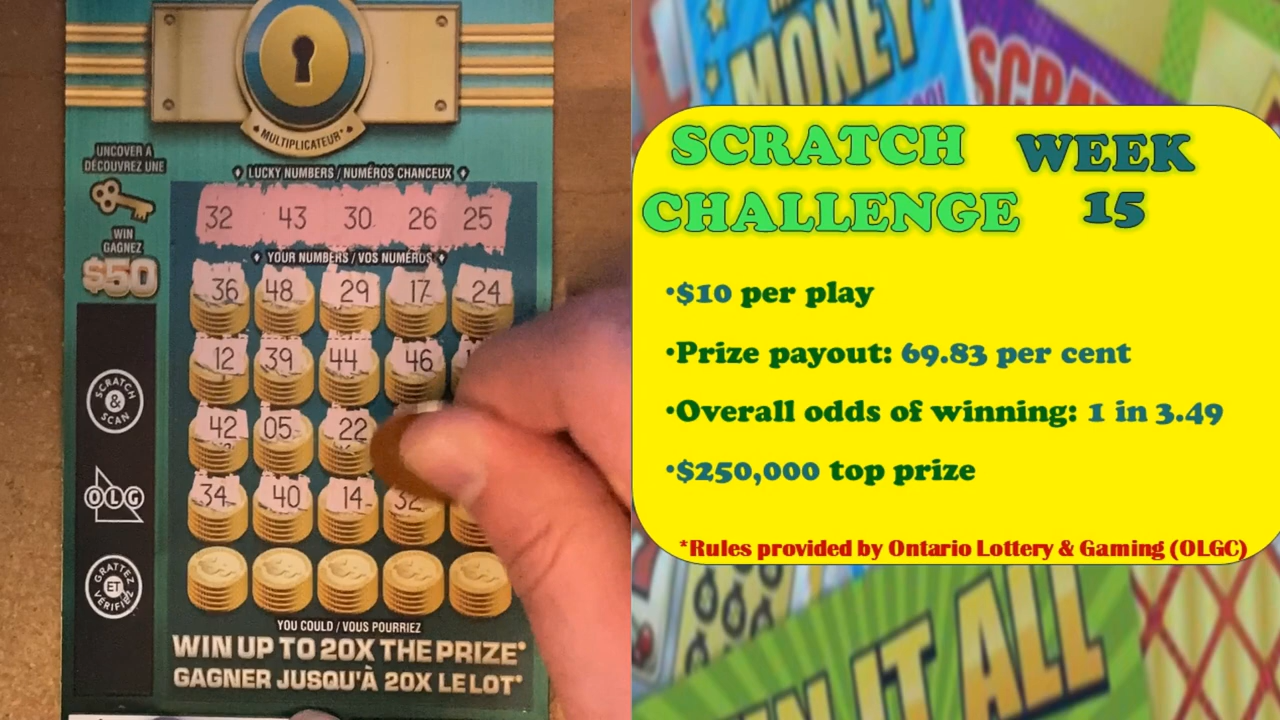 MULTIPLICATEUR*
UNCOVER A
DÉCOUVREZ UNE
WIN
GAGNEZ
$50
LUCKY NUMBERS / NUMÉROS CHANCEUX
32 43 30 26 25
YOUR NUMBERS / VOS NUMÉROS
36 48 29 17 24
12 39 44 46
42 05 22
34 40 14 32
SCRATCH & SCAN
OLG
GRATTEZ ET VÉRIFIEZ
YOU COULD / VOUS POURRIEZ
WIN UP TO 20X THE PRIZE*
GAGNER JUSQU'À 20X LE LOT*
MONEY
SCRATCH WEEK
CHALLENGE 15
•$10 per play
•Prize payout: 69.83 per cent
•Overall odds of winning: 1 in 3.49
•$250,000 top prize
*Rules provided by Ontario Lottery & Gaming (OLGC)
IT ALL